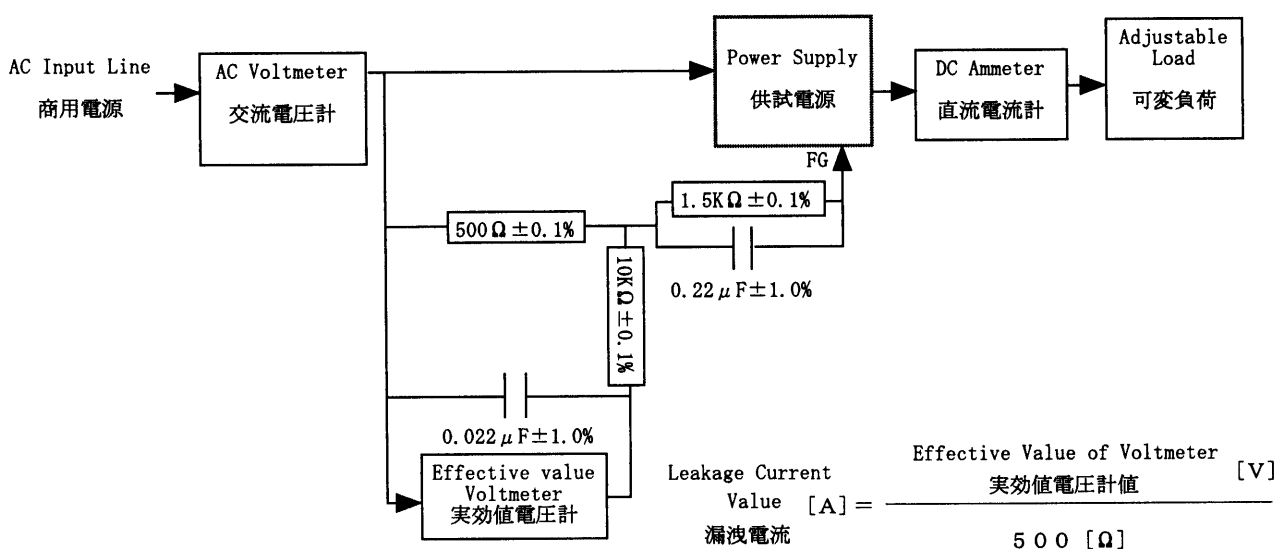 AC Input Line
商用電源
AC Voltmeter
交流電圧計
Power Supply
供試電源
DC Ammeter
直流電流計
Adjustable
Load
可変負荷
FG
1.5KΩ±0.1%
500Ω±0.1%
10KΩ±0.1%
0.22μF±1.0%
0.022μF±1.0%
Effective value
Voltmeter
実効値電圧計
Leakage Current
Value [A]=
漏洩電流
Effective Value of Voltmeter
実効値電圧計値 [V]
500 [Ω]